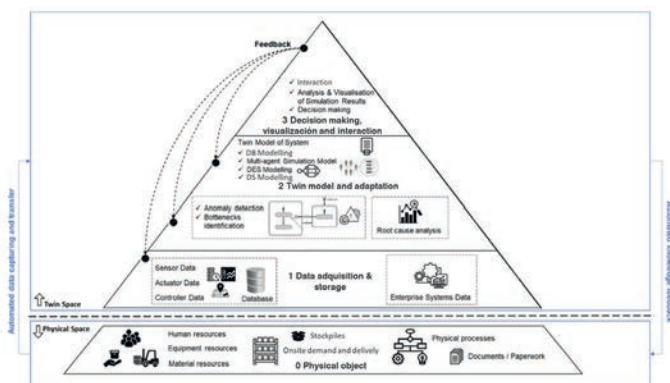 Feedback
✓ Interaction
✓ Analysis & Visualisation
of Simulation Results
✓ Decision making
3 Decision making,
visualización and interaction
Twin Model of System
✓ DB Modelling
✓ Multi-agent Simulation Model
✓ DES Modelling
✓ DS Modelling
2 Twin model and adaptation
✓ Anomaly detection
✓ Bottlenecks
identification
Root cause analysis
Sensor Data
Actuator Data
Controller Data
Database
1 Data adquisition &
storage
Enterprise Systems Data
Twin Space
Physical Space
Human resources
Equipment resources
Material resources
Stockpiles
Onsite demand and delively
0 Physical object
Physical processes
Documents / Paperwork
Automated data capturing and transfer